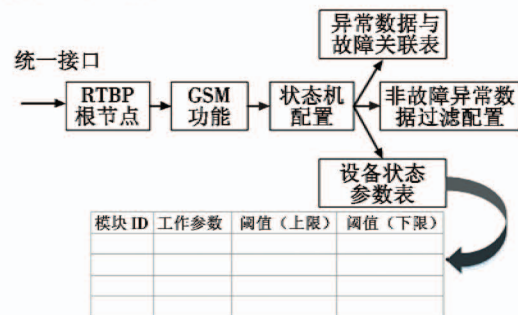 异常数据与
故障关联表
统一接口
RTBP
根节点
GSM
功能
状态机
配置
非故障异常数
据过滤配置
设备状态
参数表
模块 ID 工作参数 阈值（上限） 阈值（下限）